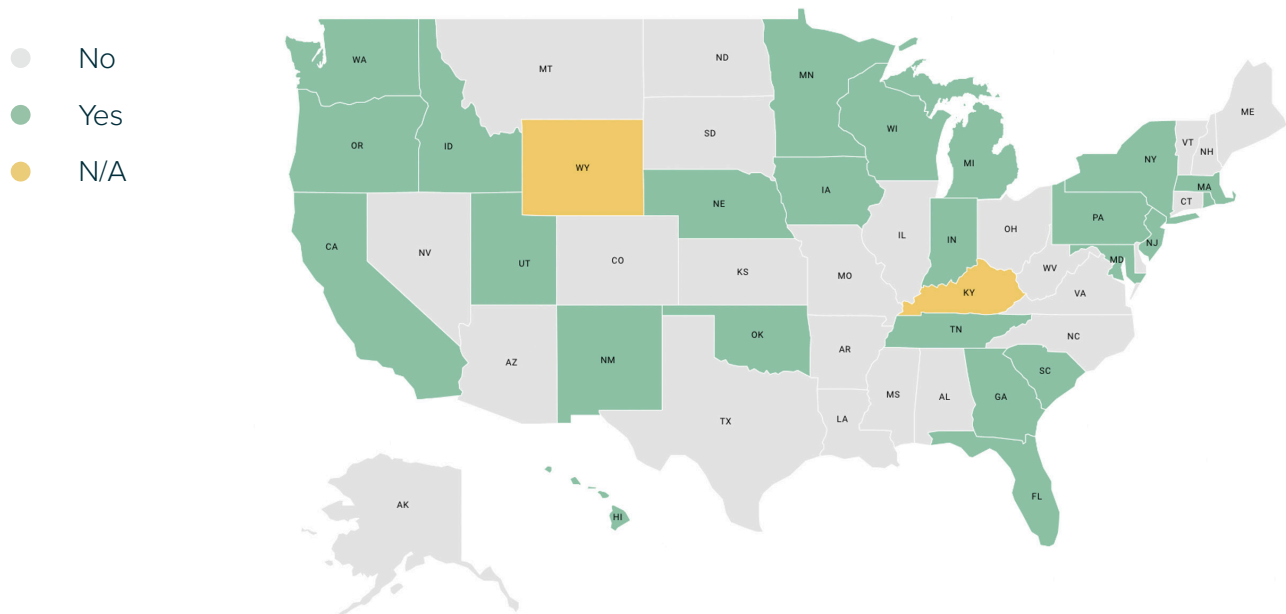 No
Yes
N/A
WA
MT
ND
MN
ME
OR
ID
SD
WI
MI
VT
NH
NY
WY
MA
CT
NE
IA
PA
CA
NV
UT
CO
KS
MO
IL
IN
OH
NJ
MD
WV
VA
KY
AZ
NM
OK
AR
TN
NC
SC
TX
LA
MS
AL
GA
FL
AK
HI